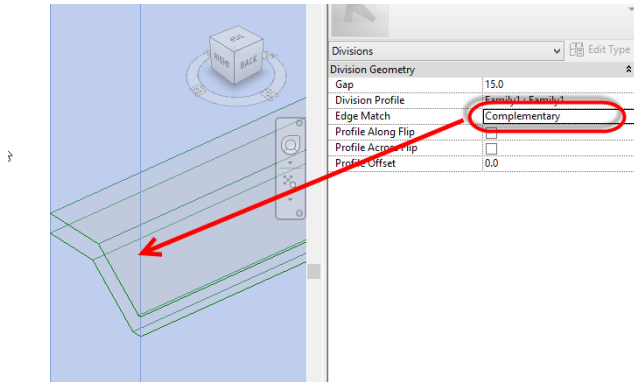 TOP
RIGHT
BACK
Divisions
Edit Type
Division Geometry
Gap 15.0
Division Profile Family1 : Family1
Edge Match Complementary
Profile Along Flip
Profile Across Flip
Profile Offset 0.0